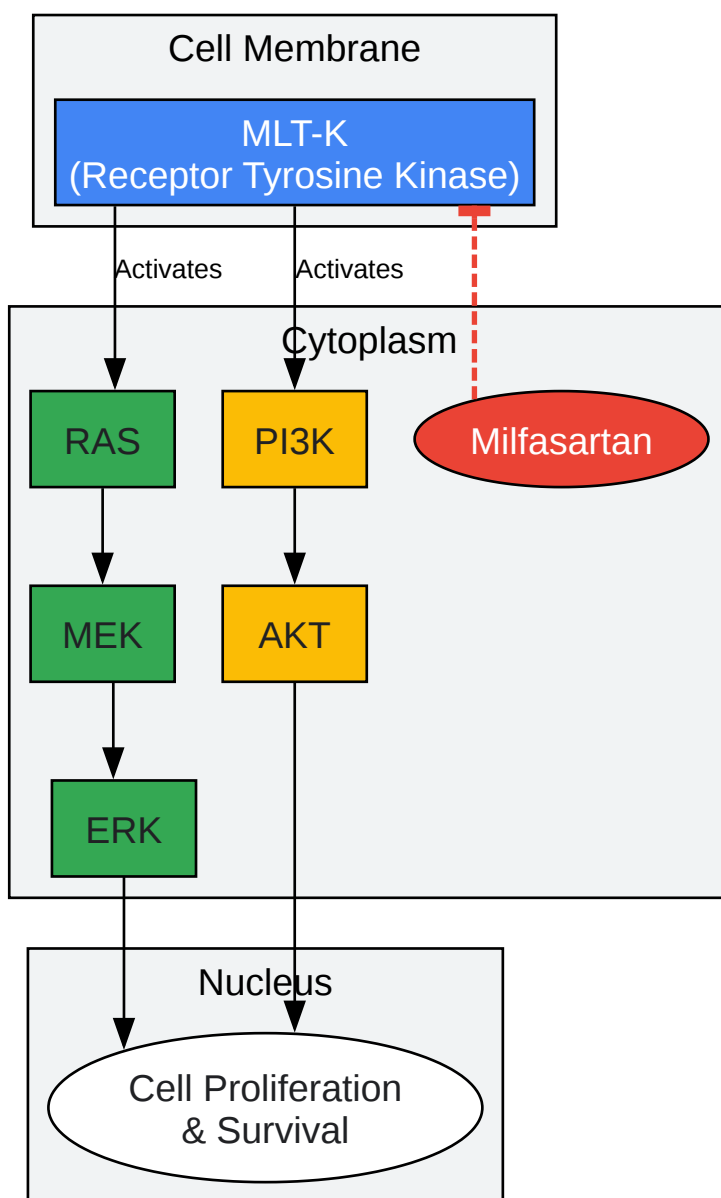 Cell Membrane
MLT-K
(Receptor Tyrosine Kinase)
Activates
Activates
Cytoplasm
RAS
PI3K
Milfasartan
MEK
AKT
ERK
Nucleus
Cell Proliferation
& Survival